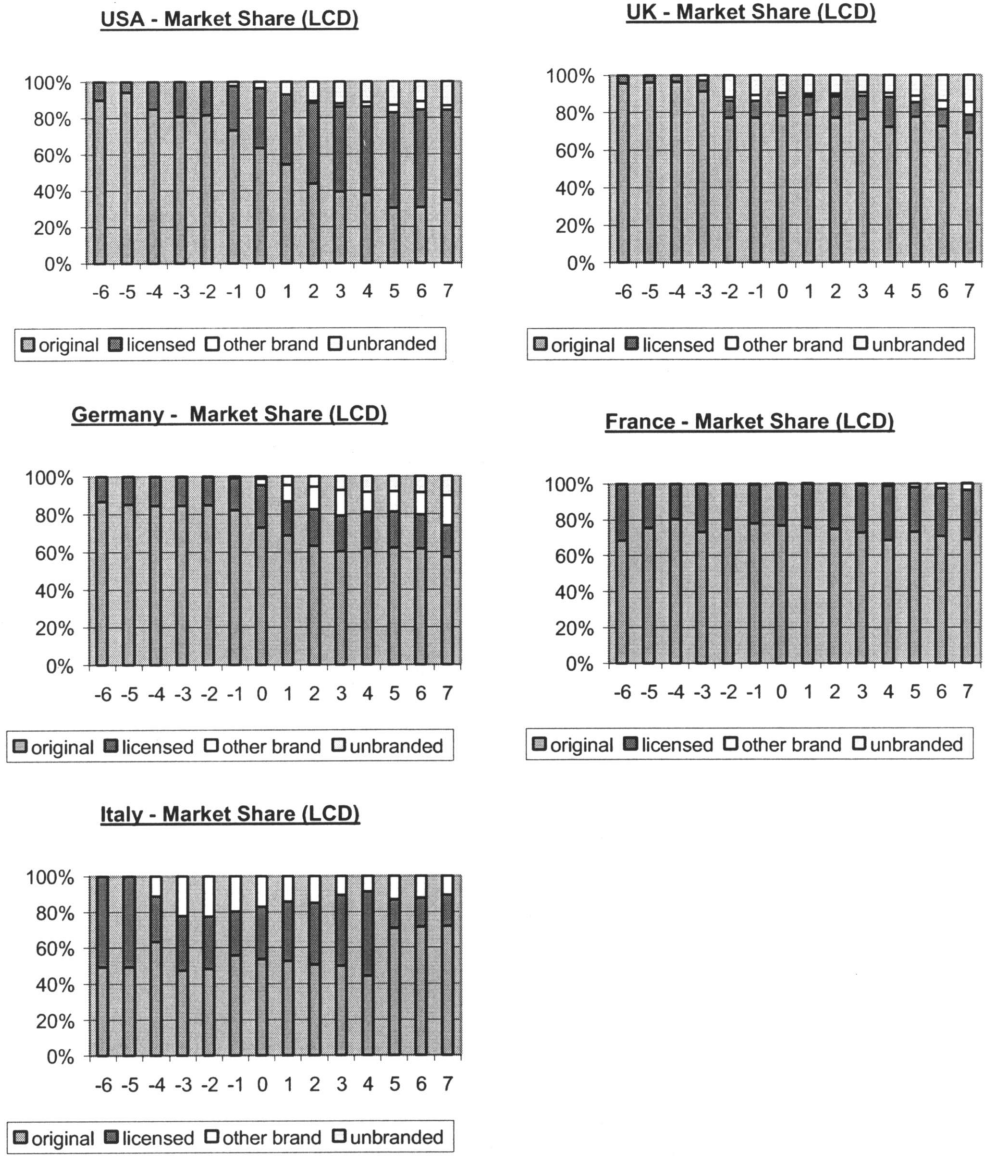 USA - Market Share (LCD)
100%
80%
60%
40%
20%
0%
-6 -5 -4 -3 -2 -1 0 1 2 3 4 5 6 7
original licensed other brand unbranded
UK - Market Share (LCD)
100%
80%
60%
40%
20%
0%
-6 -5 -4 -3 -2 -1 0 1 2 3 4 5 6 7
original licensed other brand unbranded
Germany - Market Share (LCD)
100%
80%
60%
40%
20%
0%
-6 -5 -4 -3 -2 -1 0 1 2 3 4 5 6 7
original licensed other brand unbranded
France - Market Share (LCD)
100%
80%
60%
40%
20%
0%
-6 -5 -4 -3 -2 -1 0 1 2 3 4 5 6 7
original licensed other brand unbranded
Italy - Market Share (LCD)
100%
80%
60%
40%
20%
0%
-6 -5 -4 -3 -2 -1 0 1 2 3 4 5 6 7
original licensed other brand unbranded